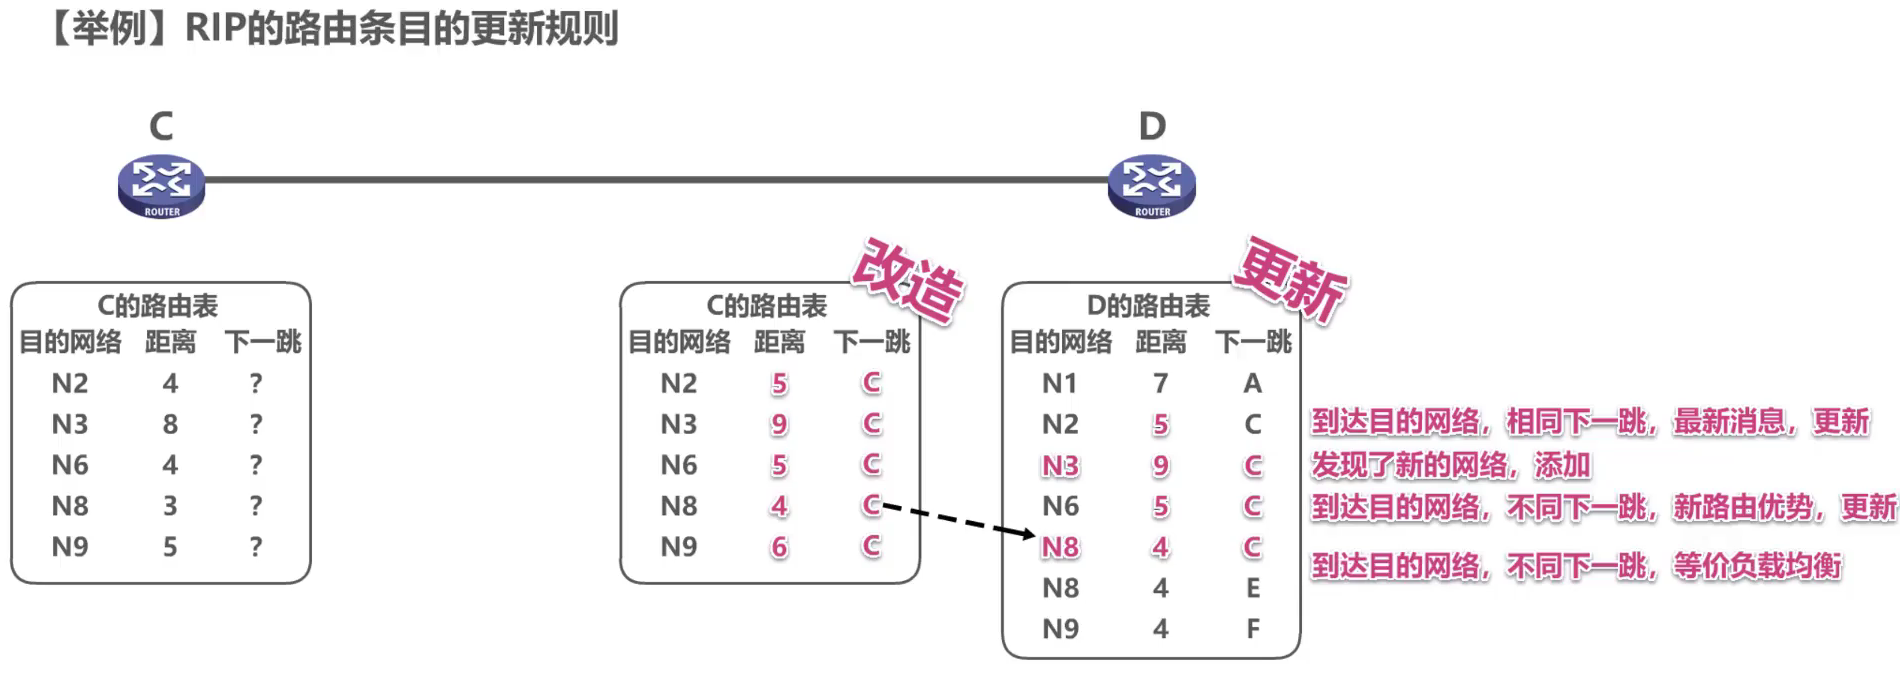 【举例】RIP的路由条目的更新规则
C
D
ROUTER
ROUTER
改造
更新
C的路由表
目的网络 距离 下一跳
N2 4 ?
N3 8 ?
N6 4 ?
N8 3 ?
N9 5 ?
C的路由表
目的网络 距离 下一跳
N2 5 C
N3 9 C
N6 5 C
N8 4 C
N9 6 C
D的路由表
目的网络 距离 下一跳
N1 7 A
N2 5 C
N3 9 C
N6 5 C
N8 4 C
N8 4 E
N9 4 F
到达目的网络，相同下一跳，最新消息，更新
发现了新的网络，添加
到达目的网络，不同下一跳，新路由优势，更新
到达目的网络，不同下一跳，等价负载均衡